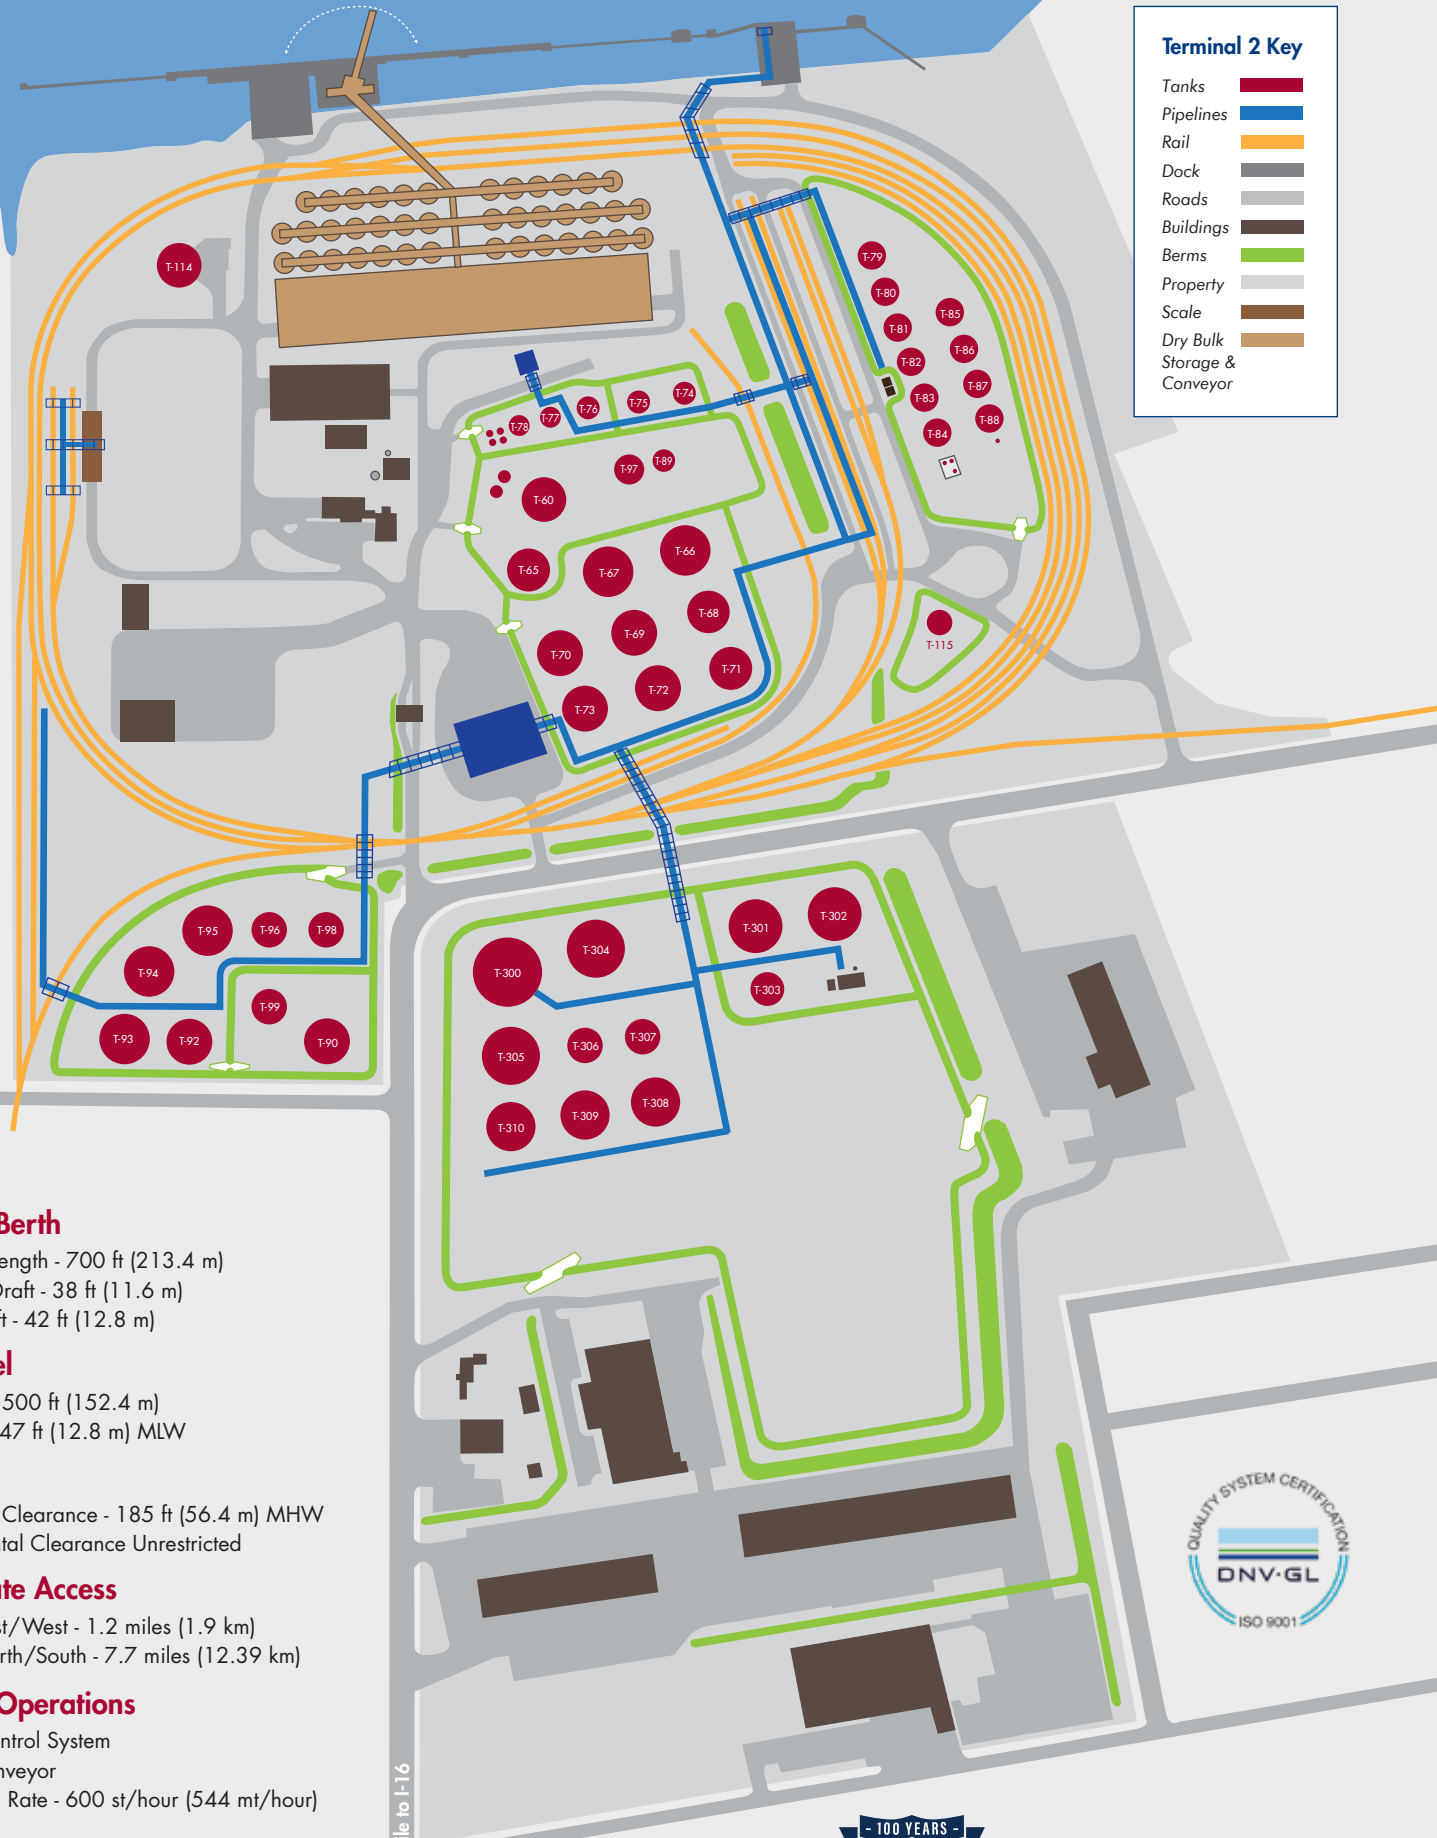 Terminal 2 Key
Tanks
Pipelines
Rail
Dock
Roads
Buildings
Berms
Property
Scale
Dry Bulk
Storage &
Conveyor
T-114
T-79
T-80
T-81
T-82
T-83
T-84
T-85
T-86
T-87
T-88
T-74
T-75
T-76
T-77
T-78
T-97
T-89
T-60
T-65
T-66
T-67
T-68
T-69
T-70
T-71
T-72
T-73
T-115
T-95
T-96
T-98
T-94
T-99
T-93
T-92
T-90
T-300
T-304
T-301
T-302
T-303
T-305
T-306
T-307
T-308
T-309
T-310
Berth
ength - 700 ft (213.4 m)
Draft - 38 ft (11.6 m)
ft - 42 ft (12.8 m)
el
500 ft (152.4 m)
47 ft (12.8 m) MLW
Clearance - 185 ft (56.4 m) MHW
ntal Clearance Unrestricted
ate Access
st/West - 1.2 miles (1.9 km)
rth/South - 7.7 miles (12.39 km)
Operations
ntrol System
nveyor
Rate - 600 st/hour (544 mt/hour)
ile to I-16
QUALITY SYSTEM CERTIFICATION
DNV·GL
ISO 9001
- 100 YEARS -